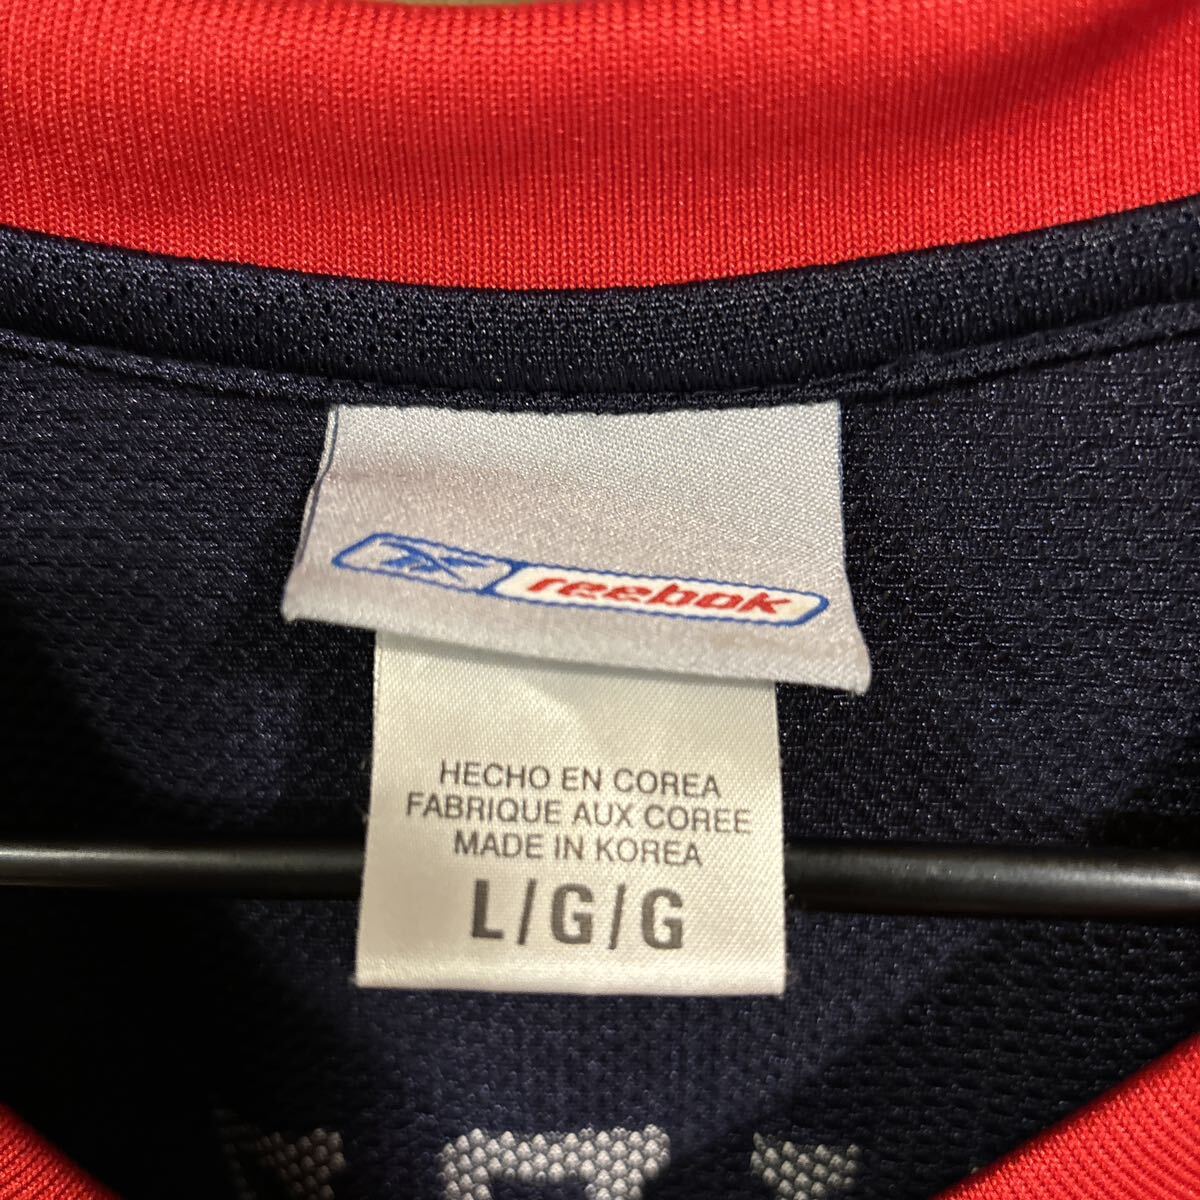 reebok
HECHO EN COREA
FABRIQUE AUX COREE
MADE IN KOREA
L/G/G